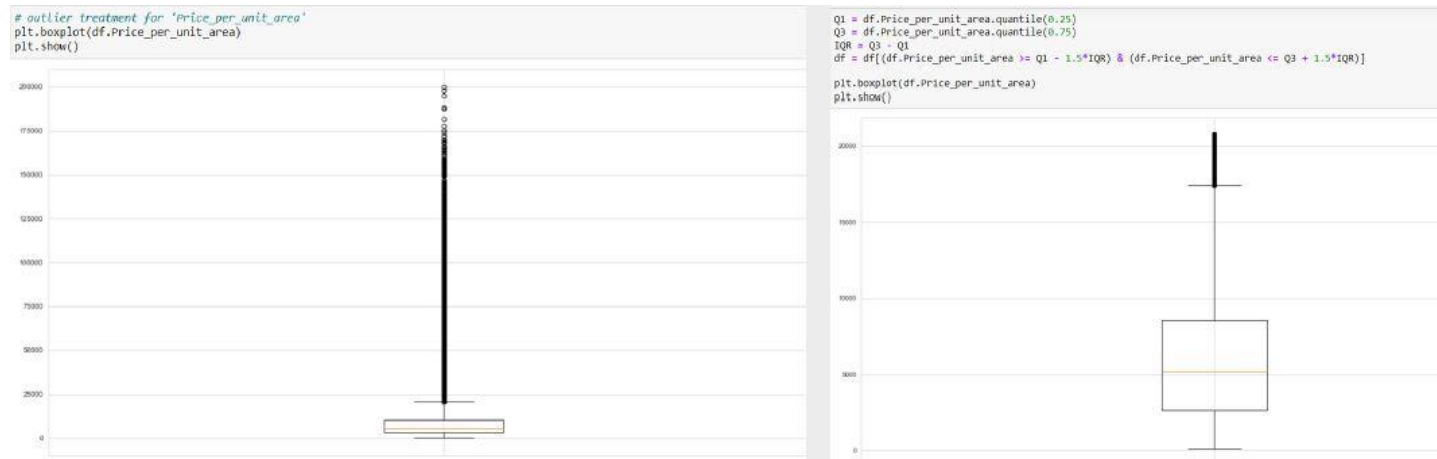 # outlier treatment for 'Price_per_unit_area'
plt.boxplot(df.Price_per_unit_area)
plt.show()
200000
175000
150000
125000
100000
75000
50000
25000
0
Q1 = df.Price_per_unit_area.quantile(0.25)
Q3 = df.Price_per_unit_area.quantile(0.75)
IQR = Q3 - Q1
df = df[(df.Price_per_unit_area >= Q1 - 1.5*IQR) & (df.Price_per_unit_area <= Q3 + 1.5*IQR)]
plt.boxplot(df.Price_per_unit_area)
plt.show()
20000
15000
10000
5000
0